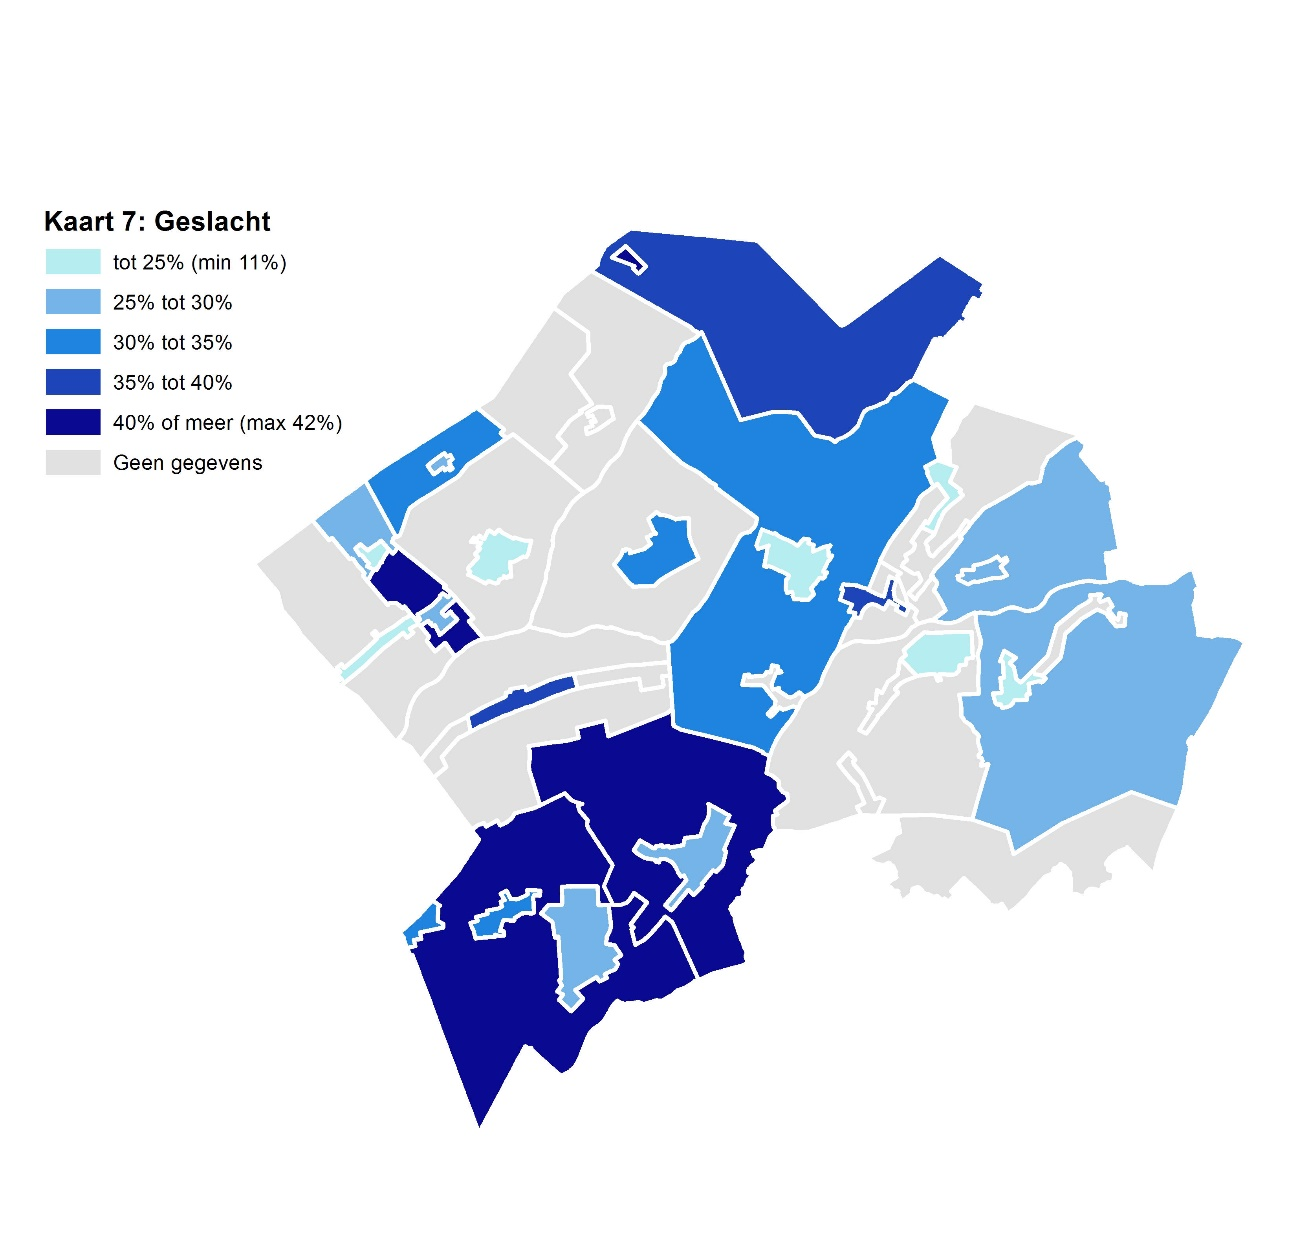 Kaart 7: Geslacht
tot 25% (min 11%)
25% tot 30%
30% tot 35%
35% tot 40%
40% of meer (max 42%)
Geen gegevens